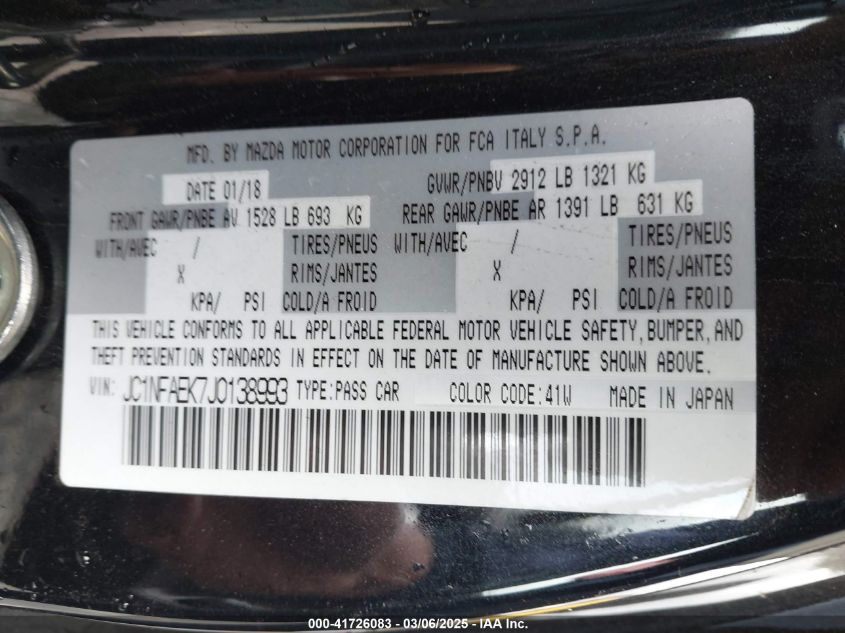 MFD. BY MAZDA MOTOR CORPORATION FOR FCA ITALY S.P.A.
DATE 01/18 GVWR/PNBV 2912 LB 1321 KG
FRONT GAWR/PNBE AV 1528 LB 693 KG REAR GAWR/PNBE AR 1391 LB 631 KG
WITH/AVEC / TIRES/PNEUS WITH/AVEC / TIRES/PNEUS
X RIMS/JANTES X RIMS/JANTES
KPA/ PSI COLD/A FROID KPA/ PSI COLD/A FROID
THIS VEHICLE CONFORMS TO ALL APPLICABLE FEDERAL MOTOR VEHICLE SAFETY, BUMPER, AND
THEFT PREVENTION STANDARDS IN EFFECT ON THE DATE OF MANUFACTURE SHOWN ABOVE.
VIN: JC1NFAEK7J0138993 TYPE:PASS CAR COLOR CODE:41W MADE IN JAPAN
000-41726083 - 03/06/2025 - IAA Inc.